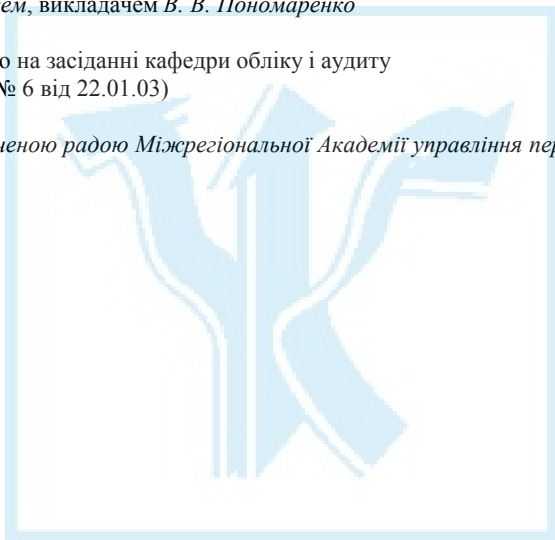 ем, викладачем В. В. Пономаренко
о на засіданні кафедри обліку і аудиту
№ 6 від 22.01.03)
ченою радою Міжрегіональної Академії управління пер